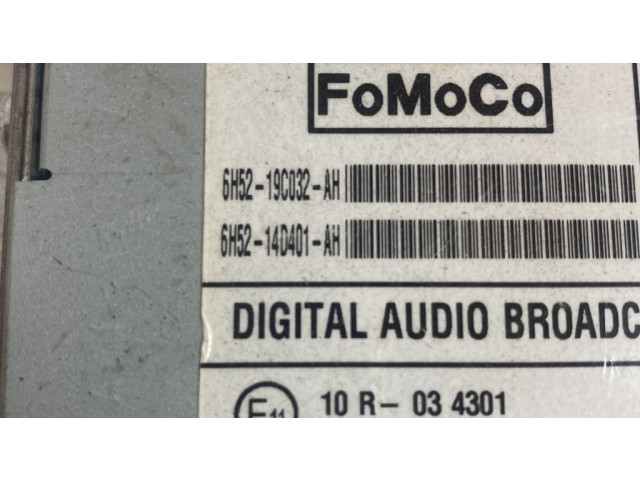 FoMoCo
6H52-19C032-AH
6H52-14D401-AH
DIGITAL AUDIO BROADC
E11
10 R- 03 4301